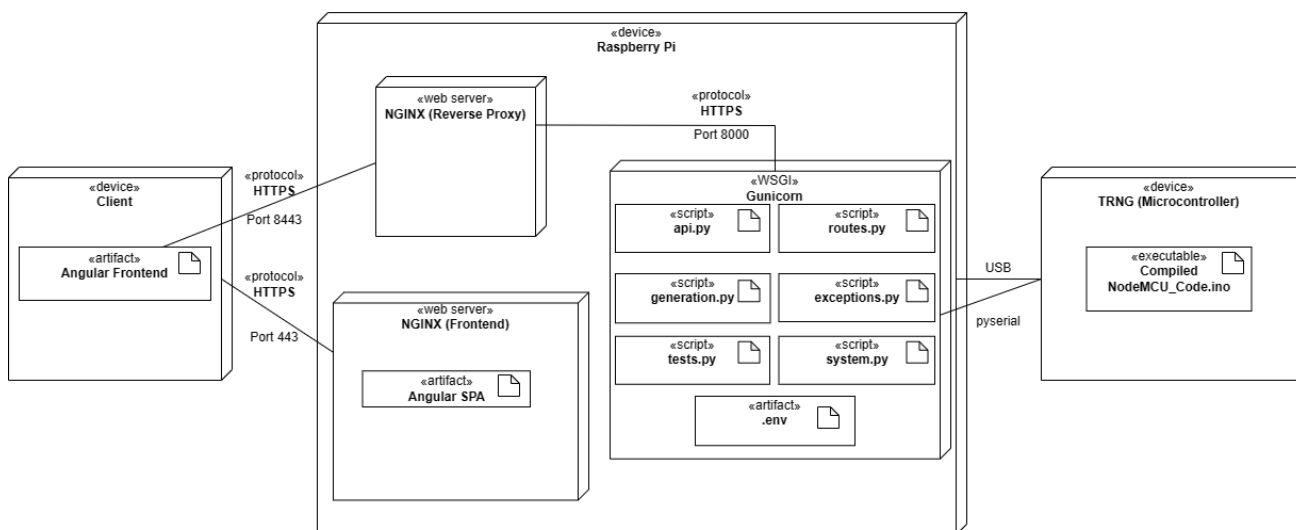 «device»
Raspberry Pi
«web server»
NGINX (Reverse Proxy)
«protocol»
HTTPS
Port 8000
«device»
Client
«artifact»
Angular Frontend
«protocol»
HTTPS
Port 8443
«protocol»
HTTPS
Port 443
«web server»
NGINX (Frontend)
«artifact»
Angular SPA
«WSGI»
Gunicorn
«script»
api.py
«script»
routes.py
«script»
generation.py
«script»
exceptions.py
«script»
tests.py
«script»
system.py
«artifact»
.env
USB
pyserial
«device»
TRNG (Microcontroller)
«executable»
Compiled
NodeMCU_Code.ino